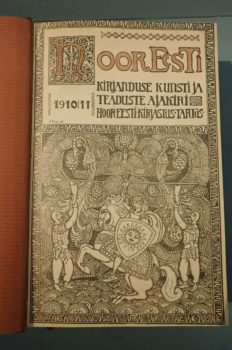 NOOR EESTI
1910/11
KIRJANDUSE KUNSTI JA
TEADUSTE AJAKIRI
NOOR-EESTI KIRJASTUS·TARTUS